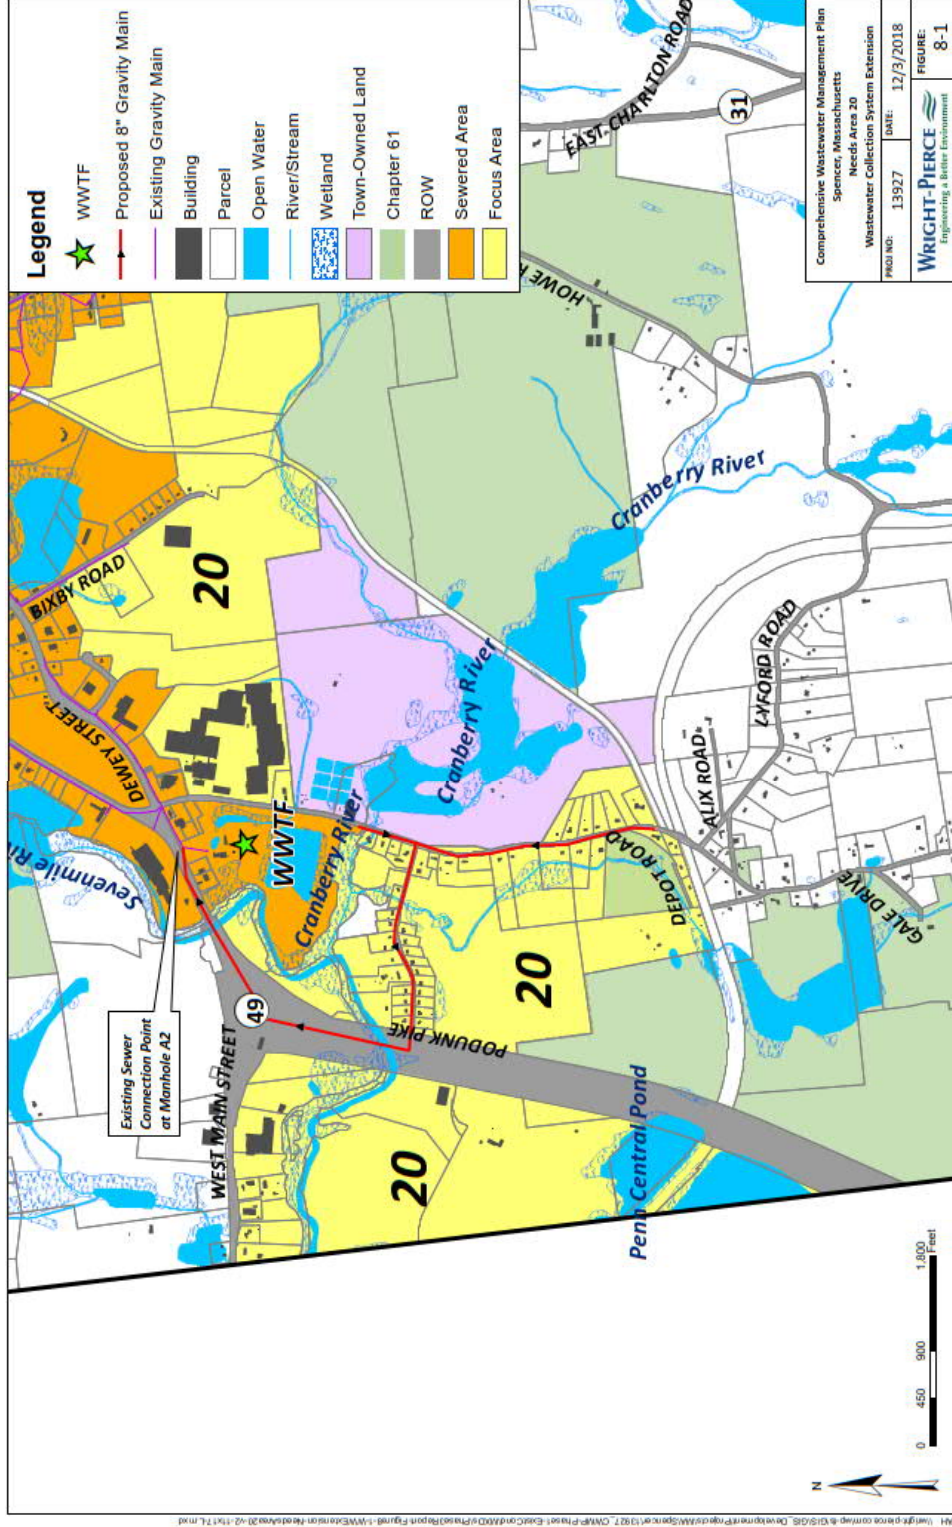 Legend
WWTF
Proposed 8" Gravity Main
Existing Gravity Main
Building
Parcel
Open Water
River/Stream
Wetland
Town-Owned Land
Chapter 61
ROW
Sewered Area
Focus Area
BIXBY ROAD
DEWEY STREET
Sevenmile
20
WWTF
Cranberry River
Cranberry River
Cranberry River
HOWE
EAST CHARLTON ROAD
31
Existing Sewer
Connection Point
at Manhole A2
49
WEST MAIN STREET
PODUNK PIKE
20
20
DEPOT ROAD
ALIX ROAD
LYFORD ROAD
GALE DRIVE
Penn Central Pond
N
0 450 900 1,800
Feet
Comprehensive Wastewater Management Plan
Spencer, Massachusetts
Needs Area 20
Wastewater Collection System Extension
PROJ NO: 13927 DATE: 12/3/2018
WRIGHT-PIERCE
Engineering a Better Environment
FIGURE:
8-1